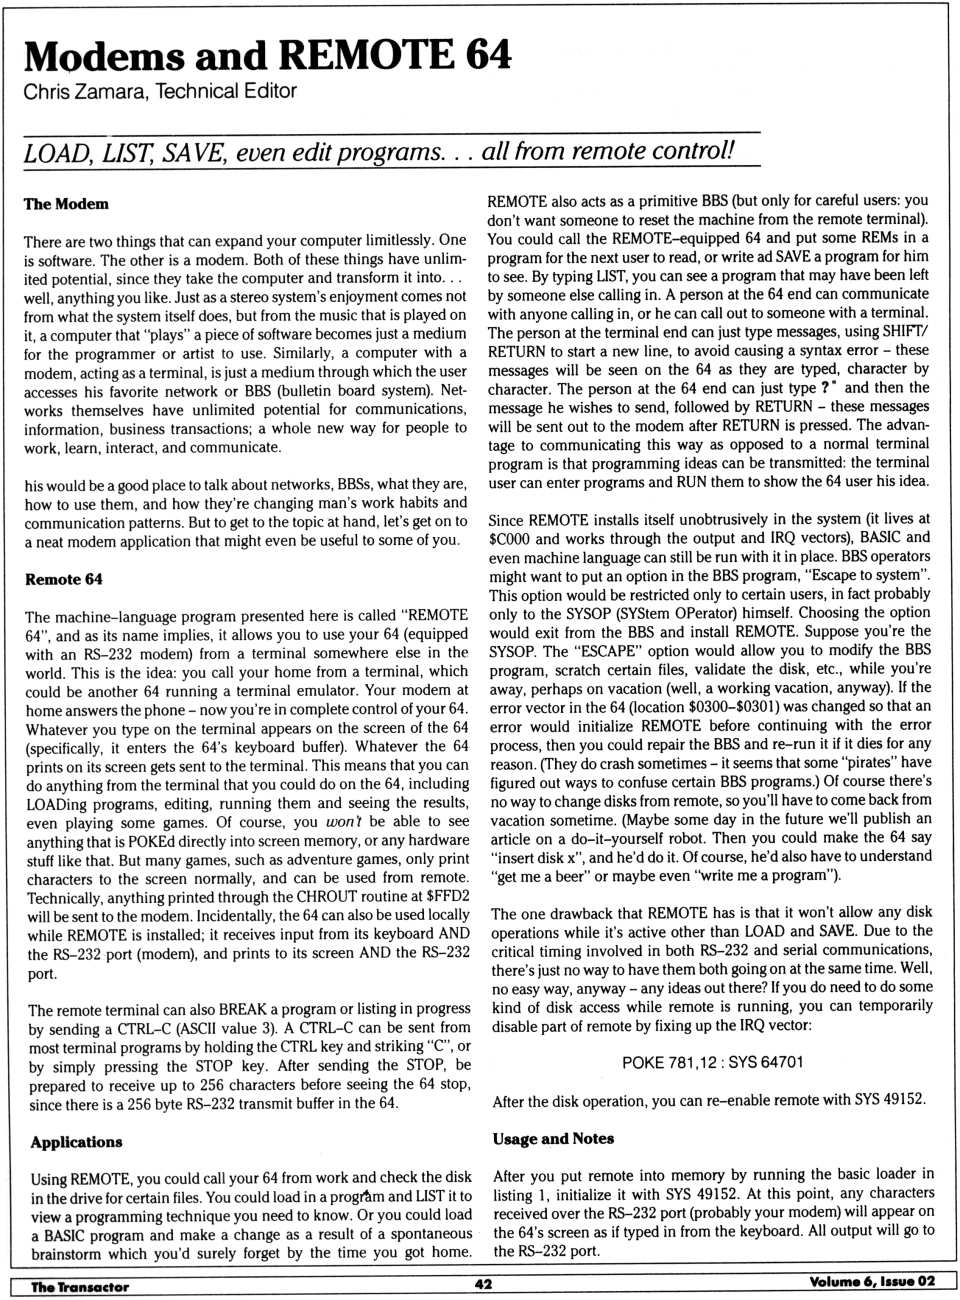 Modems and REMOTE 64
Chris Zamara, Technical Editor
LOAD, LIST, SAVE, even edit programs. . . all from remote control!
The Modem
There are two things that can expand your computer limitlessly. One
is software. The other is a modem. Both of these things have unlim-
ited potential, since they take the computer and transform it into. . .
well, anything you like. Just as a stereo system's enjoyment comes not
from what the system itself does, but from the music that is played on
it, a computer that "plays" a piece of software becomes just a medium
for the programmer or artist to use. Similarly, a computer with a
modem, acting as a terminal, is just a medium through which the user
accesses his favorite network or BBS (bulletin board system). Net-
works themselves have unlimited potential for communications,
information, business transactions; a whole new way for people to
work, learn, interact, and communicate.
his would be a good place to talk about networks, BBSs, what they are,
how to use them, and how they're changing man's work habits and
communication patterns. But to get to the topic at hand, let's get on to
a neat modem application that might even be useful to some of you.
Remote 64
The machine–language program presented here is called "REMOTE
64", and as its name implies, it allows you to use your 64 (equipped
with an RS–232 modem) from a terminal somewhere else in the
world. This is the idea: you call your home from a terminal, which
could be another 64 running a terminal emulator. Your modem at
home answers the phone – now you're in complete control of your 64.
Whatever you type on the terminal appears on the screen of the 64
(specifically, it enters the 64's keyboard buffer). Whatever the 64
prints on its screen gets sent to the terminal. This means that you can
do anything from the terminal that you could do on the 64, including
LOADing programs, editing, running them and seeing the results,
even playing some games. Of course, you won't be able to see
anything that is POKEd directly into screen memory, or any hardware
stuff like that. But many games, such as adventure games, only print
characters to the screen normally, and can be used from remote.
Technically, anything printed through the CHROUT routine at $FFD2
will be sent to the modem. Incidentally, the 64 can also be used locally
while REMOTE is installed; it receives input from its keyboard AND
the RS–232 port (modem), and prints to its screen AND the RS–232
port.
The remote terminal can also BREAK a program or listing in progress
by sending a CTRL–C (ASCII value 3). A CTRL–C can be sent from
most terminal programs by holding the CTRL key and striking "C", or
by simply pressing the STOP key. After sending the STOP, be
prepared to receive up to 256 characters before seeing the 64 stop,
since there is a 256 byte RS–232 transmit buffer in the 64.
Applications
Using REMOTE, you could call your 64 from work and check the disk
in the drive for certain files. You could load in a program and LIST it to
view a programming technique you need to know. Or you could load
a BASIC program and make a change as a result of a spontaneous
brainstorm which you'd surely forget by the time you got home.
REMOTE also acts as a primitive BBS (but only for careful users: you
don't want someone to reset the machine from the remote terminal).
You could call the REMOTE–equipped 64 and put some REMs in a
program for the next user to read, or write ad SAVE a program for him
to see. By typing LIST, you can see a program that may have been left
by someone else calling in. A person at the 64 end can communicate
with anyone calling in, or he can call out to someone with a terminal.
The person at the terminal end can just type messages, using SHIFT/
RETURN to start a new line, to avoid causing a syntax error – these
messages will be seen on the 64 as they are typed, character by
character. The person at the 64 end can just type ?" and then the
message he wishes to send, followed by RETURN – these messages
will be sent out to the modem after RETURN is pressed. The advan-
tage to communicating this way as opposed to a normal terminal
program is that programming ideas can be transmitted: the terminal
user can enter programs and RUN them to show the 64 user his idea.
Since REMOTE installs itself unobtrusively in the system (it lives at
$C000 and works through the output and IRQ vectors), BASIC and
even machine language can still be run with it in place. BBS operators
might want to put an option in the BBS program, "Escape to system".
This option would be restricted only to certain users, in fact probably
only to the SYSOP (SYStem OPerator) himself. Choosing the option
would exit from the BBS and install REMOTE. Suppose you're the
SYSOP. The "ESCAPE" option would allow you to modify the BBS
program, scratch certain files, validate the disk, etc., while you're
away, perhaps on vacation (well, a working vacation, anyway). If the
error vector in the 64 (location $0300–$0301) was changed so that an
error would initialize REMOTE before continuing with the error
process, then you could repair the BBS and re–run it if it dies for any
reason. (They do crash sometimes – it seems that some "pirates" have
figured out ways to confuse certain BBS programs.) Of course there's
no way to change disks from remote, so you'll have to come back from
vacation sometime. (Maybe some day in the future we'll publish an
article on a do–it–yourself robot. Then you could make the 64 say
"insert disk x", and he'd do it. Of course, he'd also have to understand
"get me a beer" or maybe even "write me a program").
The one drawback that REMOTE has is that it won't allow any disk
operations while it's active other than LOAD and SAVE. Due to the
critical timing involved in both RS–232 and serial communications,
there's just no way to have them both going on at the same time. Well,
no easy way, anyway – any ideas out there? If you do need to do some
kind of disk access while remote is running, you can temporarily
disable part of remote by fixing up the IRQ vector:
POKE 781,12 : SYS 64701
After the disk operation, you can re–enable remote with SYS 49152.
Usage and Notes
After you put remote into memory by running the basic loader in
listing 1, initialize it with SYS 49152. At this point, any characters
received over the RS–232 port (probably your modem) will appear on
the 64's screen as if typed in from the keyboard. All output will go to
the RS–232 port.
The Transactor
42
Volume 6, Issue 02